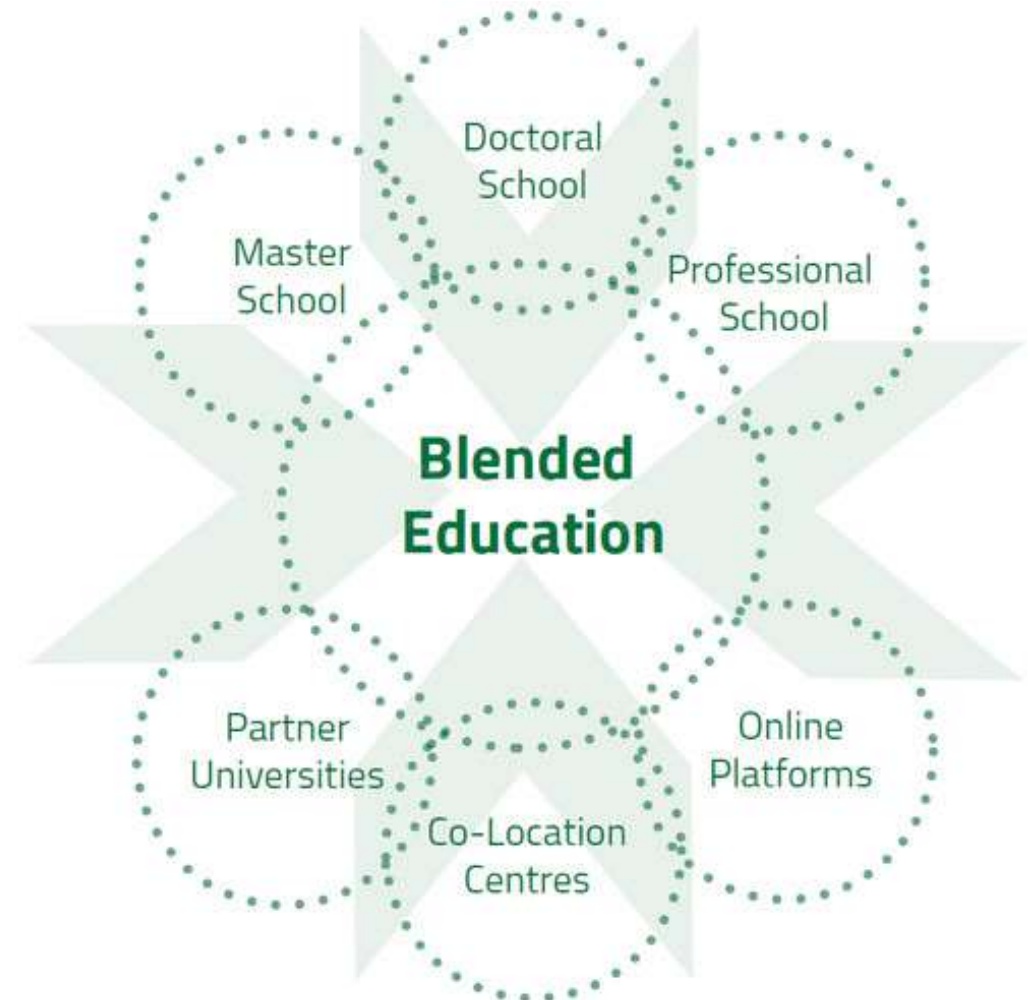 Doctoral
School
Master
School
Professional
School
Blended
Education
Partner
Universities
Online
Platforms
Co-Location
Centres